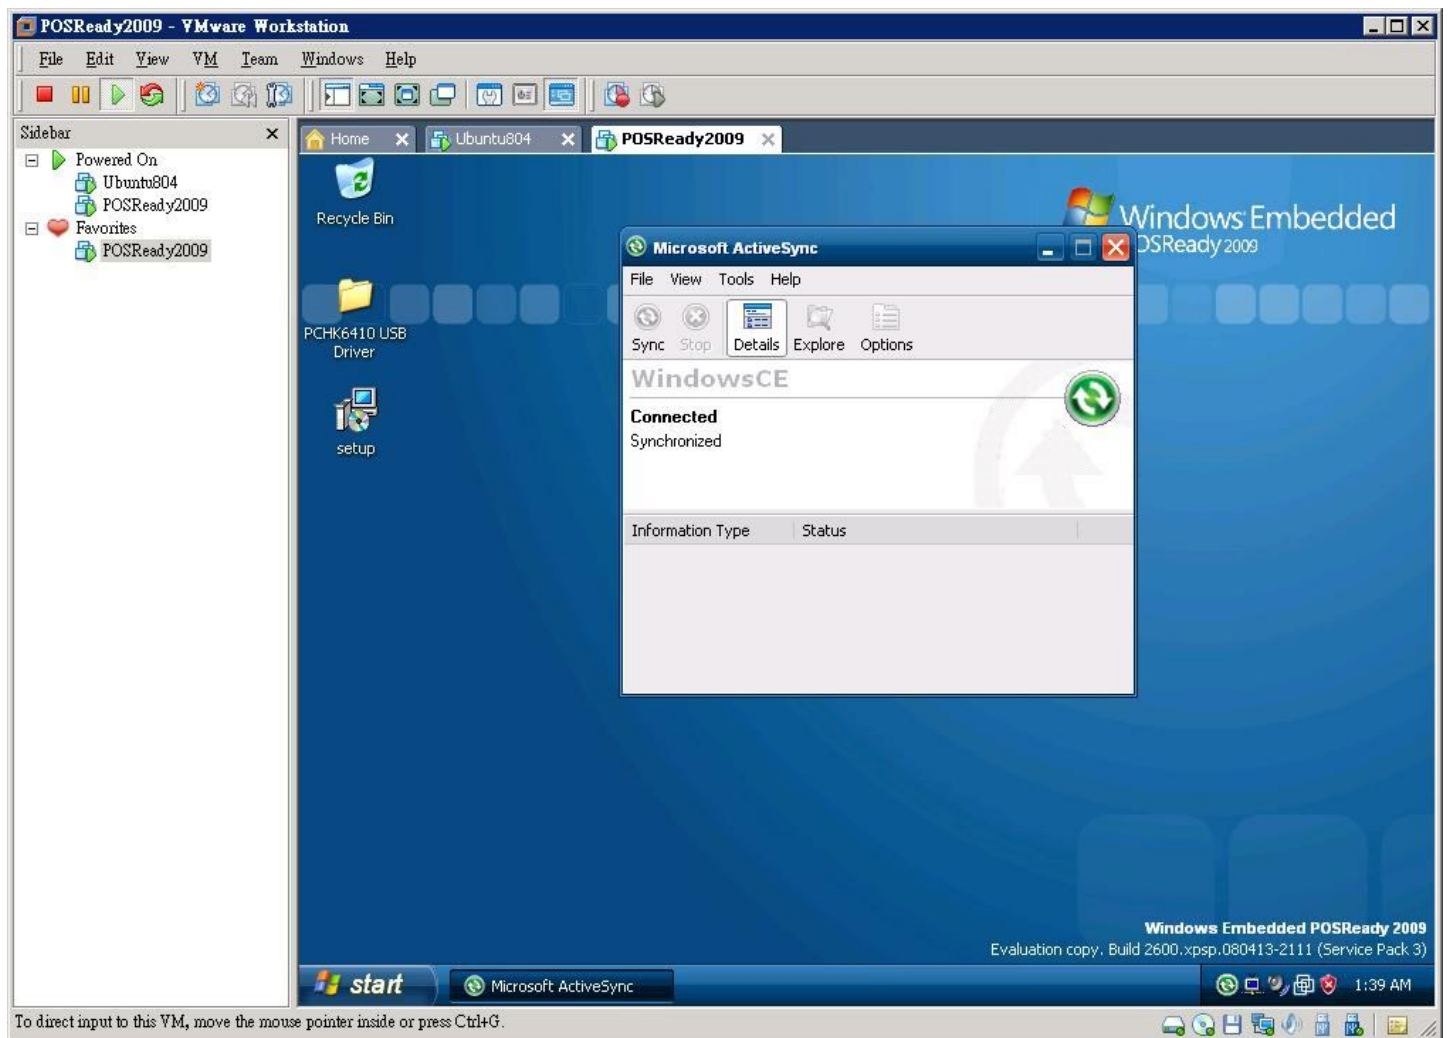 POSReady2009 - VMware Workstation
File Edit View VM Team Windows Help
Sidebar
Powered On
Ubuntu804
POSReady2009
Favorites
POSReady2009
Home Ubuntu804 POSReady2009
Recycle Bin
PCHK6410 USB
Driver
setup
Windows Embedded
OSReady 2009
Microsoft ActiveSync
File View Tools Help
Sync Stop Details Explore Options
WindowsCE
Connected
Synchronized
Information Type Status
Windows Embedded POSReady 2009
Evaluation copy. Build 2600.xpsp.080413-2111 (Service Pack 3)
start Microsoft ActiveSync 1:39 AM
To direct input to this VM, move the mouse pointer inside or press Ctrl+G.